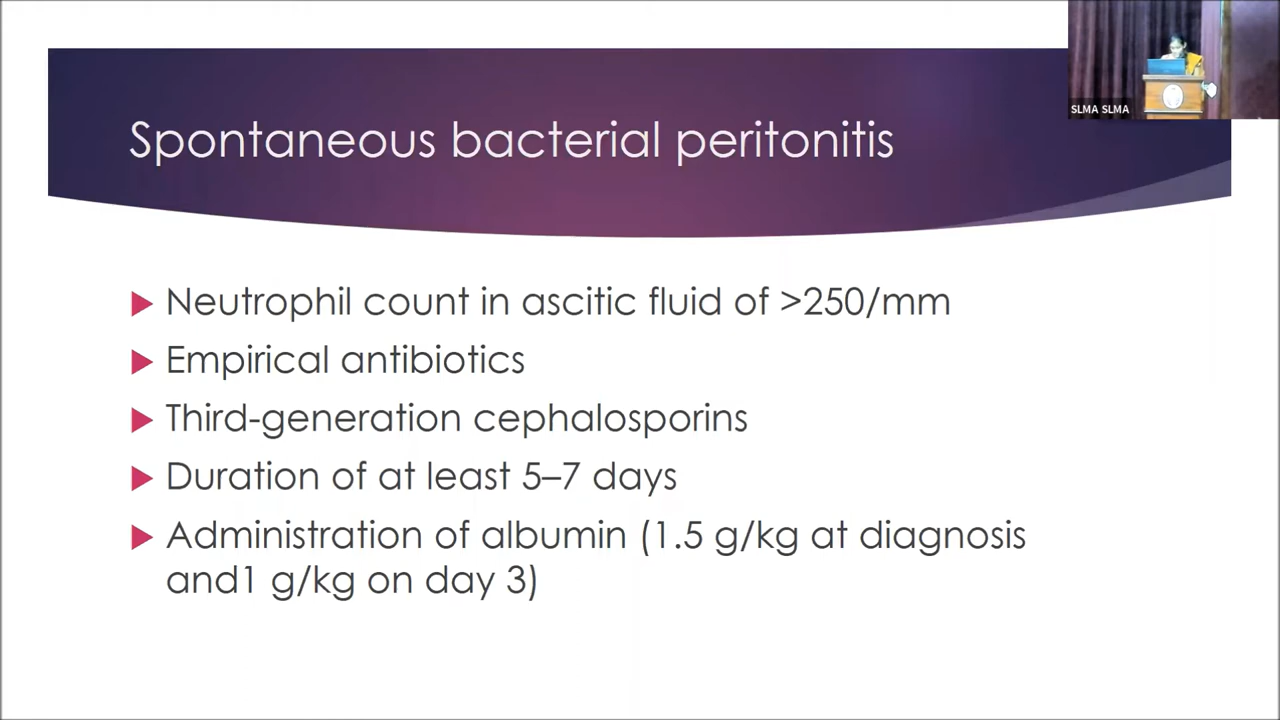 SLMA SLMA
Spontaneous bacterial peritonitis
Neutrophil count in ascitic fluid of >250/mm
Empirical antibiotics
Third-generation cephalosporins
Duration of at least 5–7 days
Administration of albumin (1.5 g/kg at diagnosis
and1 g/kg on day 3)